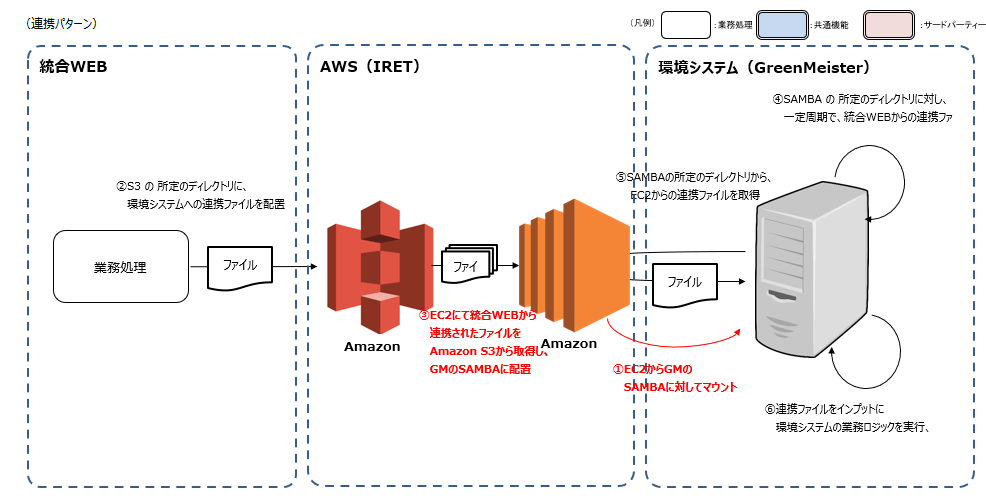 （連携パターン）
（凡例）
：業務処理
：共通機能
：サードパーティー
統合WEB
AWS（IRET）
環境システム（GreenMeister）
④SAMBA の 所定のディレクトリに対し、
一定周期で、統合WEBからの連携ファ
②S3 の 所定のディレクトリに、
環境システムへの連携ファイルを配置
⑤SAMBAの所定のディレクトリから、
EC2からの連携ファイルを取得
業務処理
ファイル
ファイ
ファイル
Amazon
③EC2にて統合WEBから
連携されたファイルを
Amazon S3から取得し、
GMのSAMBAに配置
Amazon
①EC2からGMの
SAMBAに対してマウント
⑥連携ファイルをインプットに
環境システムの業務ロジックを実行、